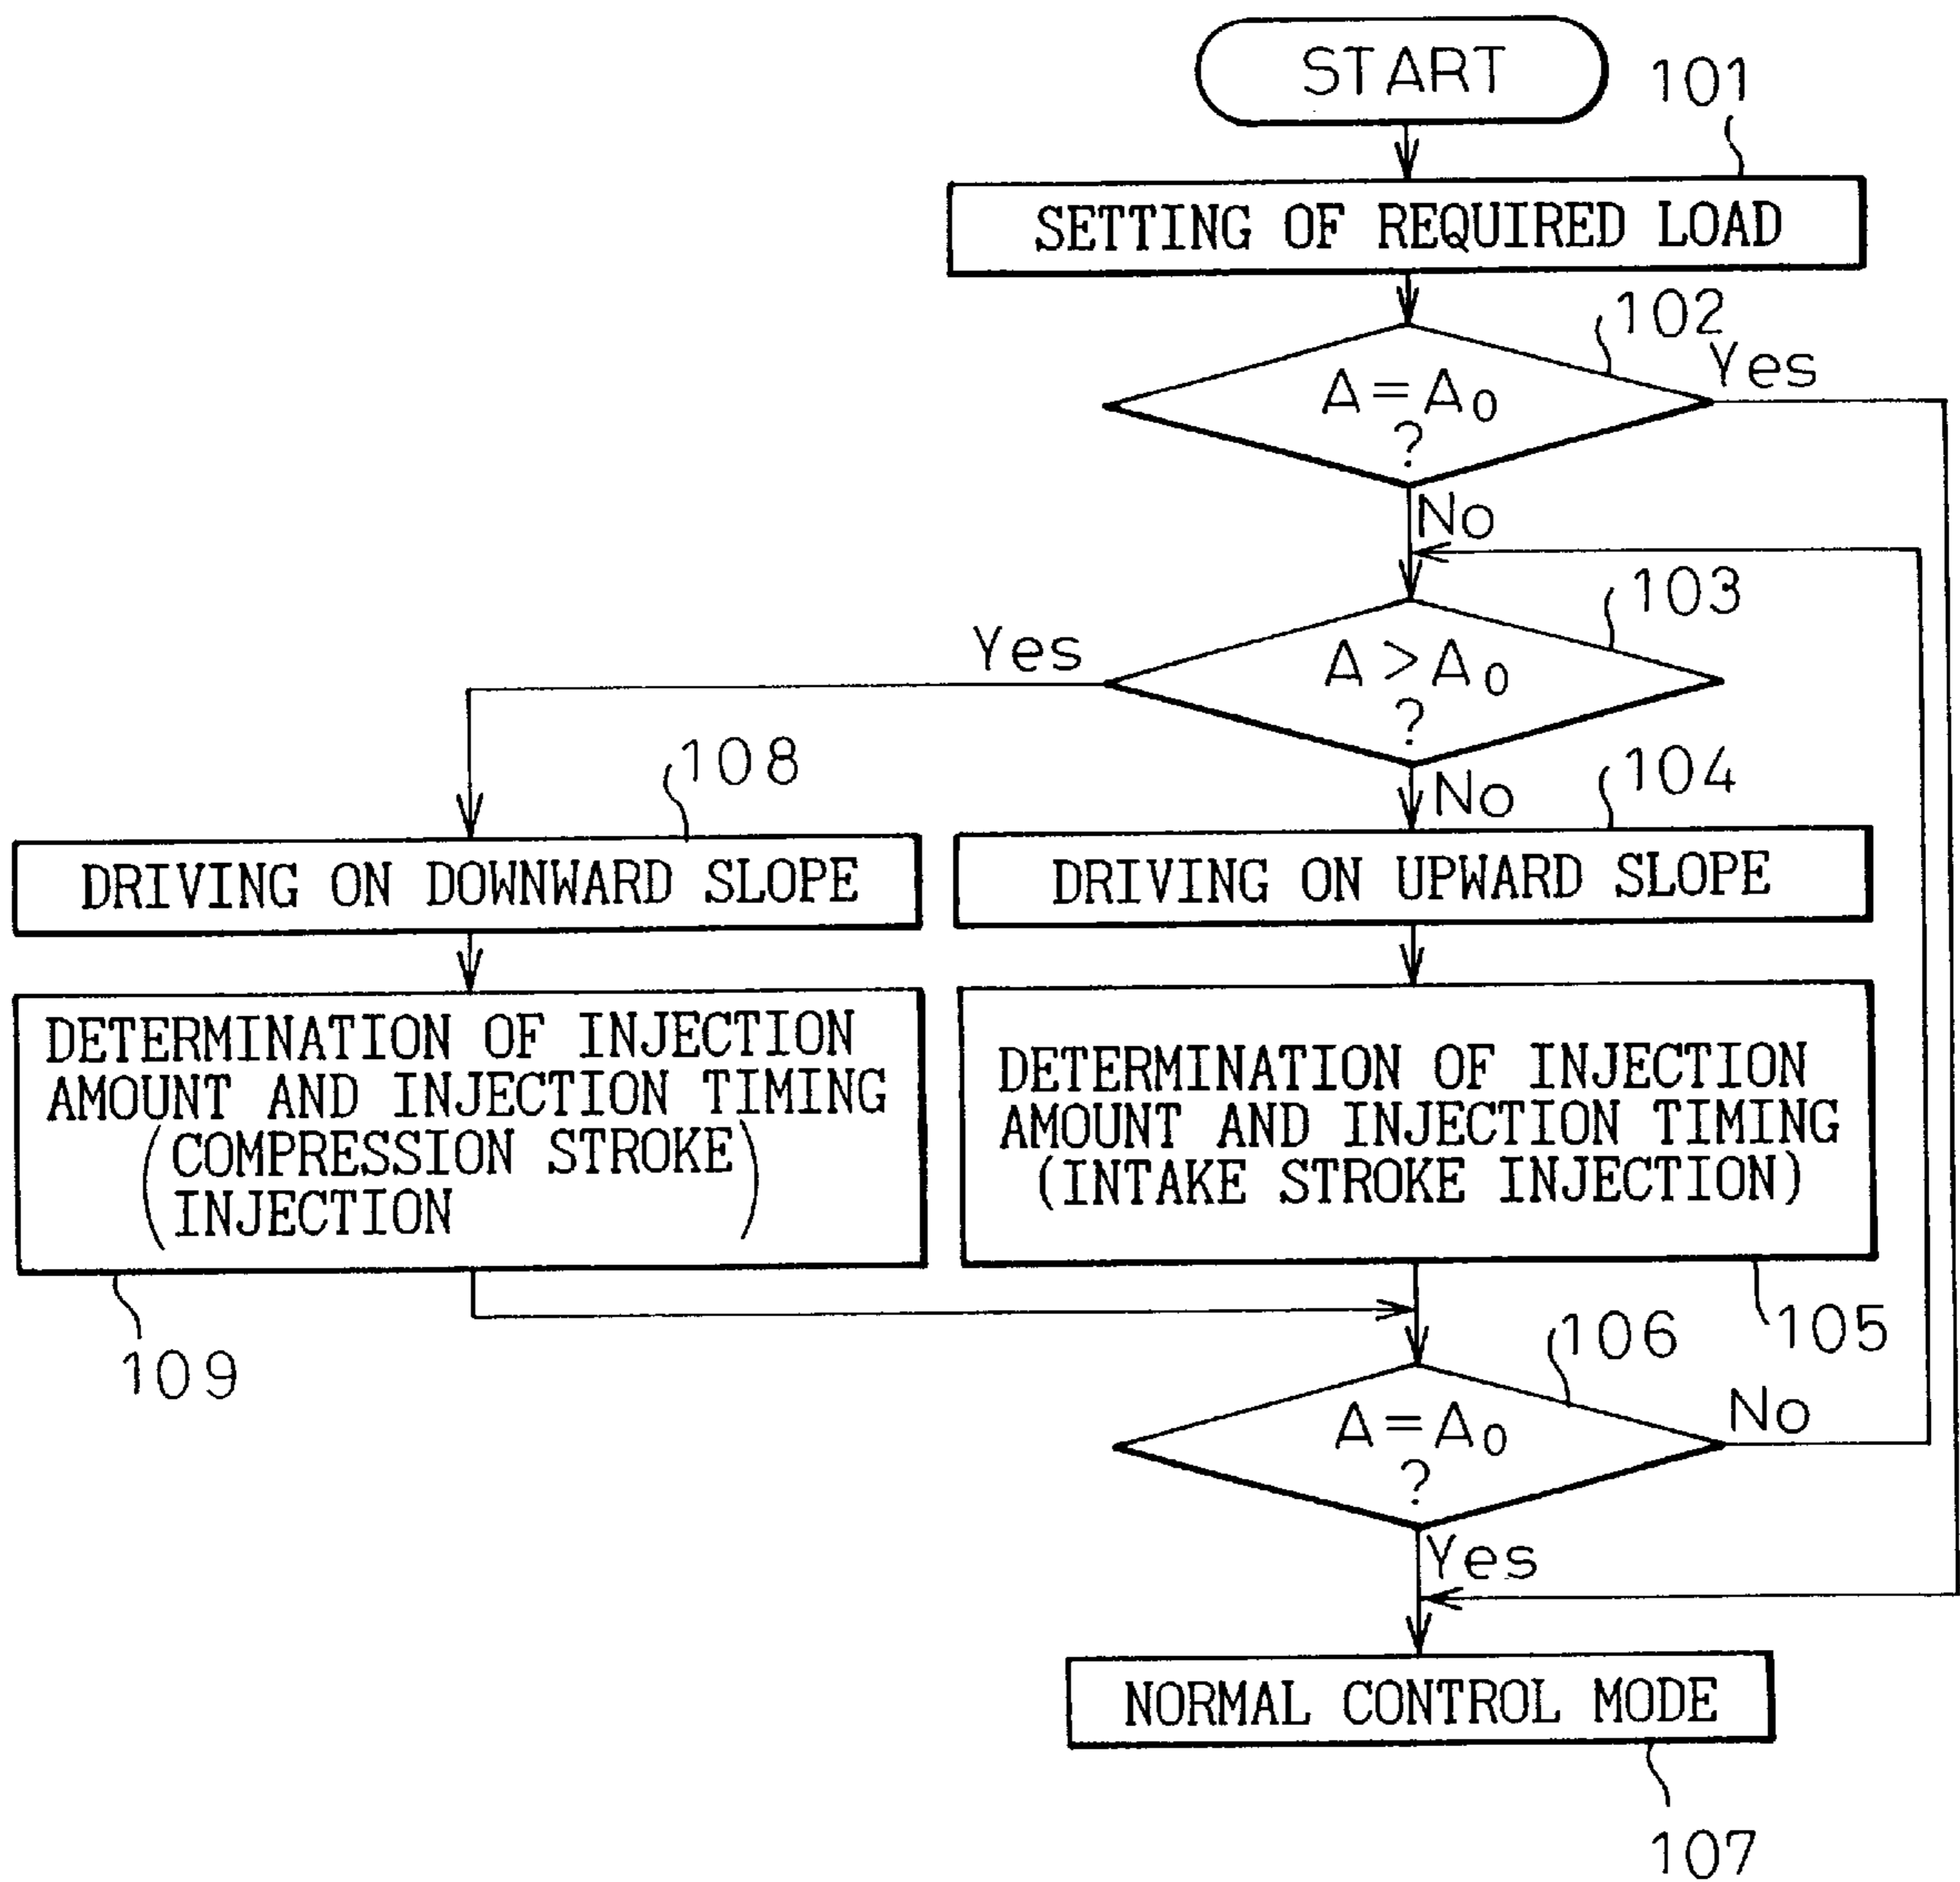 START
101
SETTING OF REQUIRED LOAD
102
A=A0
?
Yes
No
103
A>A0
?
Yes
No
108
104
DRIVING ON DOWNWARD SLOPE
DRIVING ON UPWARD SLOPE
DETERMINATION OF INJECTION
AMOUNT AND INJECTION TIMING
(COMPRESSION STROKE
INJECTION)
109
DETERMINATION OF INJECTION
AMOUNT AND INJECTION TIMING
(INTAKE STROKE INJECTION)
105
106
A=A0
?
No
Yes
NORMAL CONTROL MODE
107